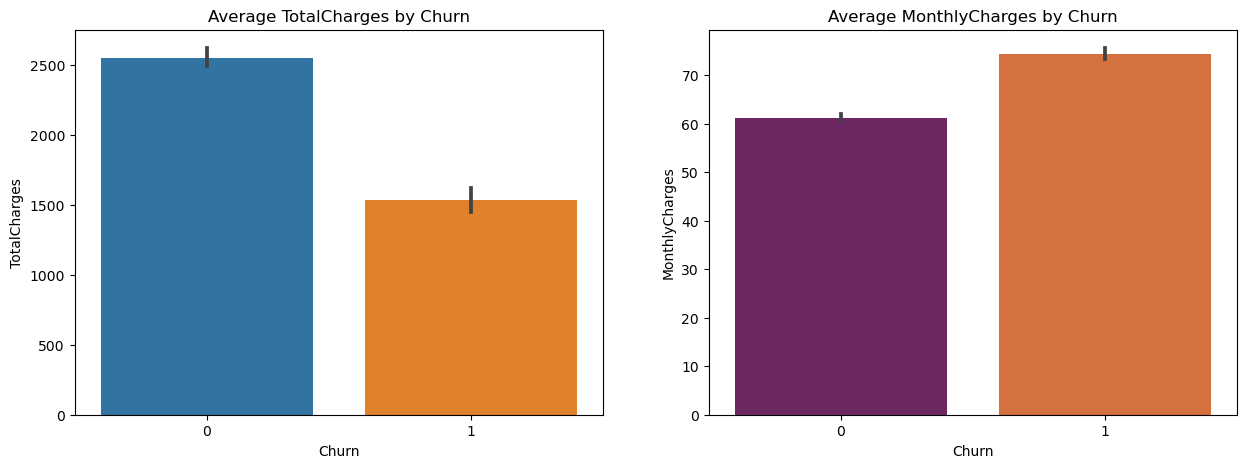 Average TotalCharges by Churn
TotalCharges
2500
2000
1500
1000
500
0
0 1
Churn
Average MonthlyCharges by Churn
MonthlyCharges
70
60
50
40
30
20
10
0
0 1
Churn